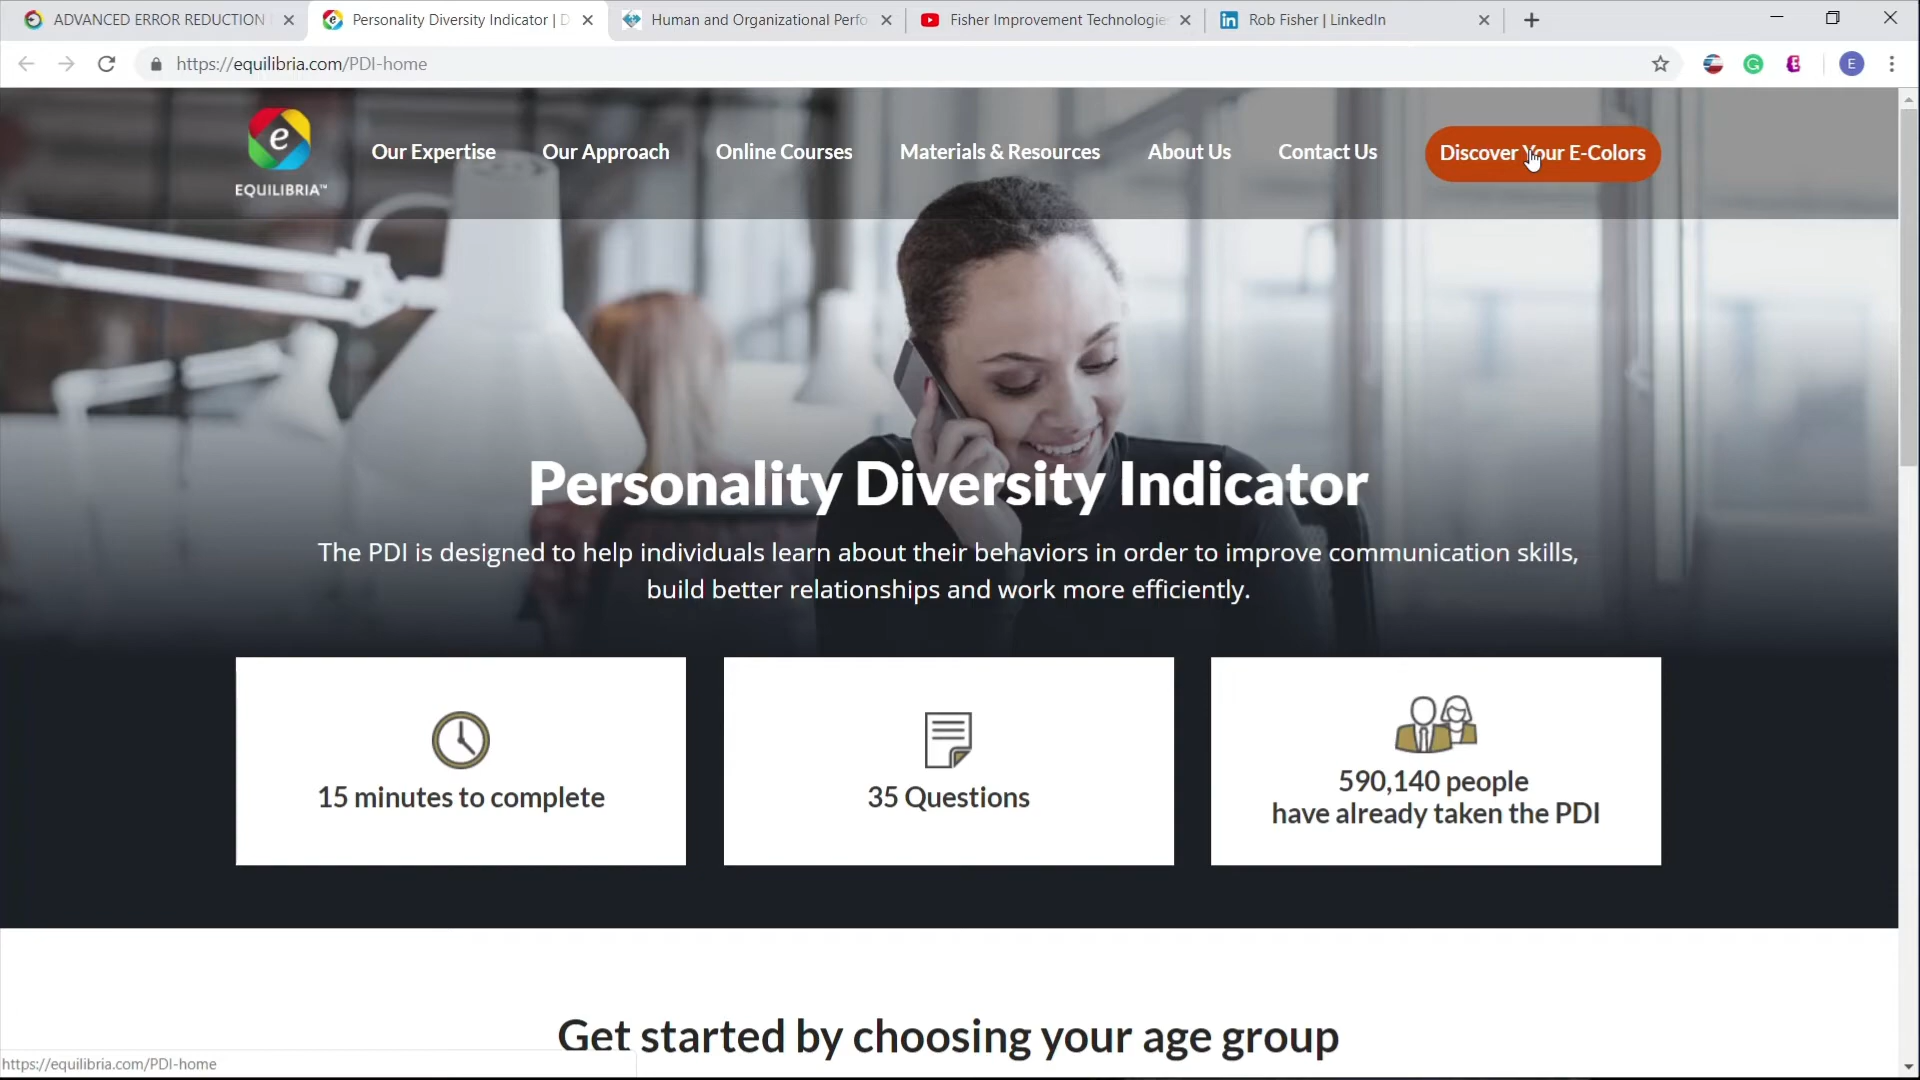 ADVANCED ERROR REDUCTION
Personality Diversity Indicator | D
Human and Organizational Perfo
Fisher Improvement Technologie
Rob Fisher | LinkedIn
https://equilibria.com/PDI-home
E
e
EQUILIBRIA™
Our Expertise
Our Approach
Online Courses
Materials & Resources
About Us
Contact Us
Discover Your E-Colors
Personality Diversity Indicator
The PDI is designed to help individuals learn about their behaviors in order to improve communication skills,
build better relationships and work more efficiently.
15 minutes to complete
35 Questions
590,140 people
have already taken the PDI
Get started by choosing your age group
https://equilibria.com/PDI-home